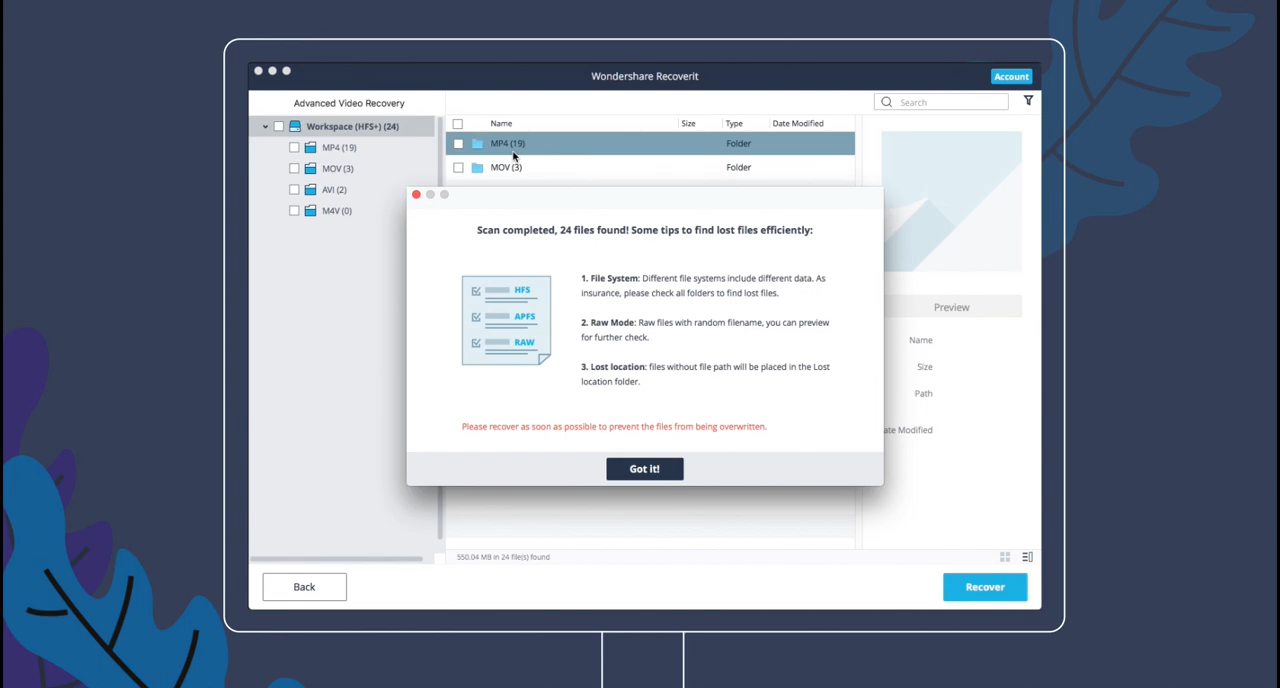 Wondershare Recoverit
Account
Advanced Video Recovery
Search
Workspace (HFS+) (24)
MP4 (19)
MOV (3)
AVI (2)
M4V (0)
Name Size Type Date Modified
MP4 (19) Folder
MOV (3) Folder
Scan completed, 24 files found! Some tips to find lost files efficiently:
HFS
APFS
RAW
1. File System: Different file systems include different data. As
insurance, please check all folders to find lost files.
2. Raw Mode: Raw files with random filename, you can preview
for further check.
3. Lost location: files without file path will be placed in the Lost
location folder.
Please recover as soon as possible to prevent the files from being overwritten.
Got it!
Preview
Name
Size
Path
ate Modified
550.04 MB in 24 file(s) found
Back
Recover